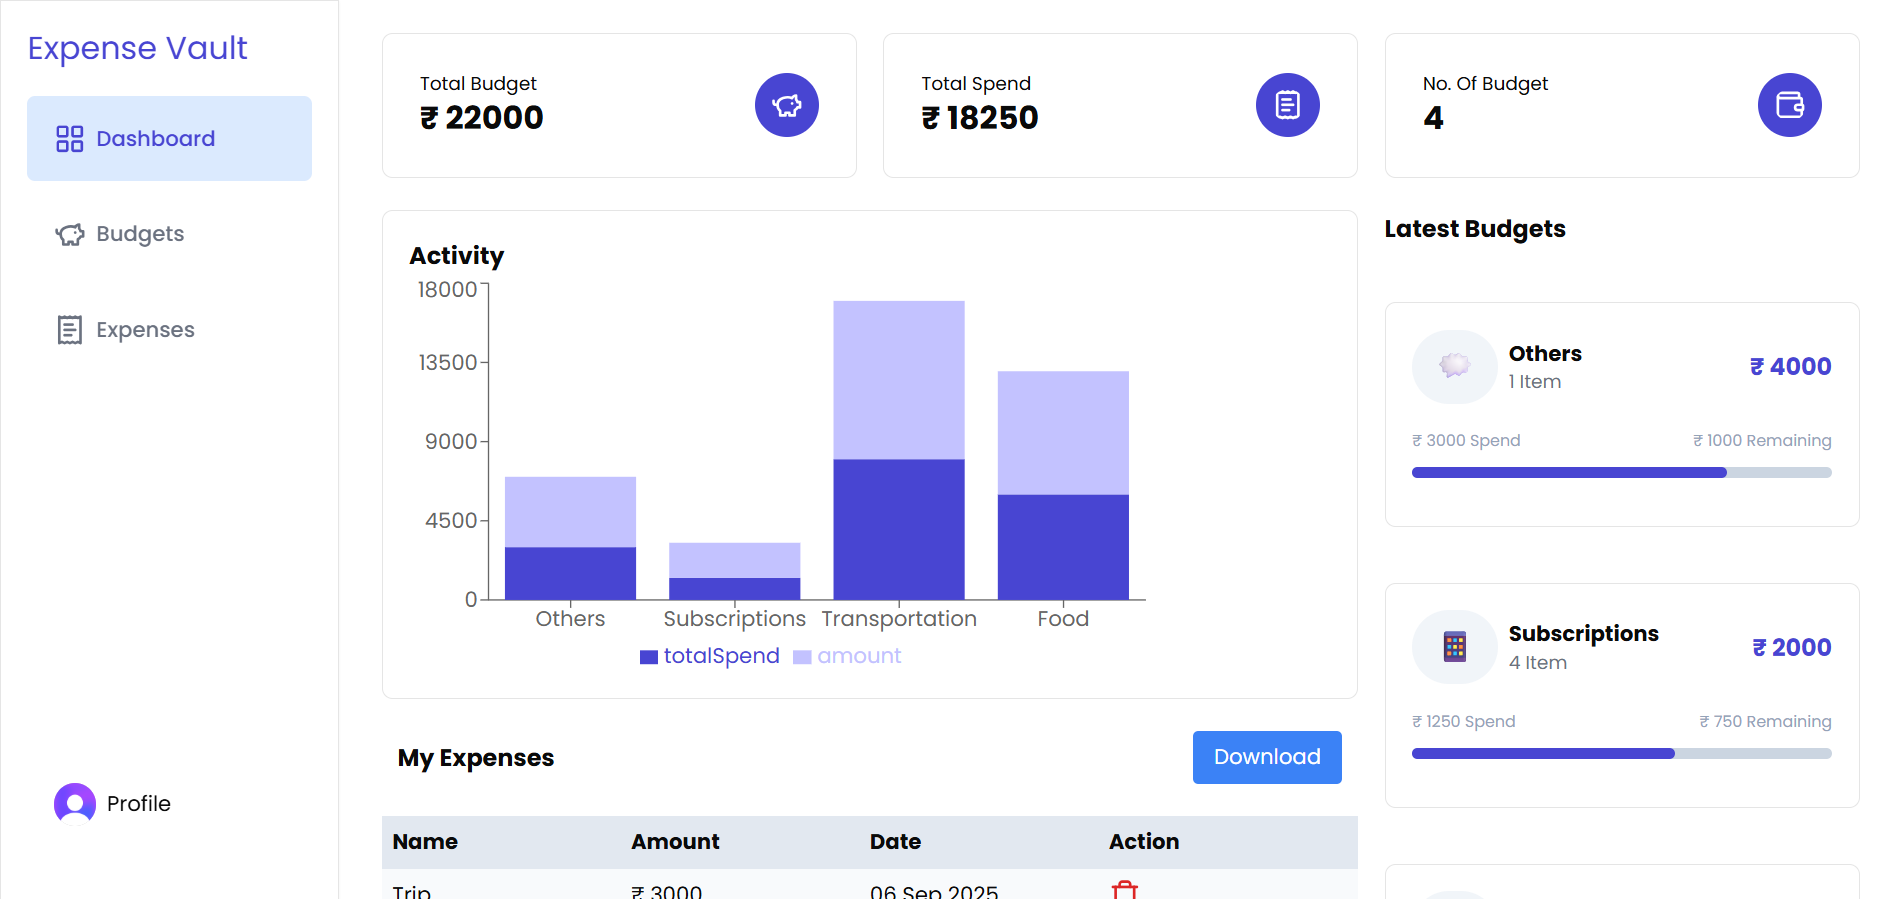 Expense Vault
Dashboard
Budgets
Expenses
Profile
Total Budget
₹ 22000
Total Spend
₹ 18250
No. Of Budget
4
Activity
18000
13500
9000
4500
0
Others Subscriptions Transportation Food
totalSpend amount
Latest Budgets
Others
1 Item
₹ 4000
₹ 3000 Spend ₹ 1000 Remaining
Subscriptions
4 Item
₹ 2000
₹ 1250 Spend ₹ 750 Remaining
My Expenses
Download
Name Amount Date Action
Trip ₹ 3000 06 Sep 2025